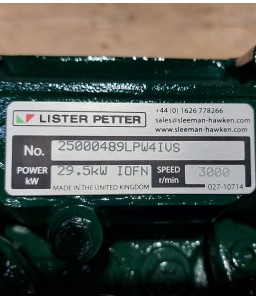 LISTER PETTER
+44 (0) 1626 778266
sales@sleeman-hawken.com
www.sleeman-hawken.com
No. 25000489LPW4IVS
POWER kW 29.5kW IOFN SPEED r/min 3000
MADE IN THE UNITED KINGDOM 027-10714